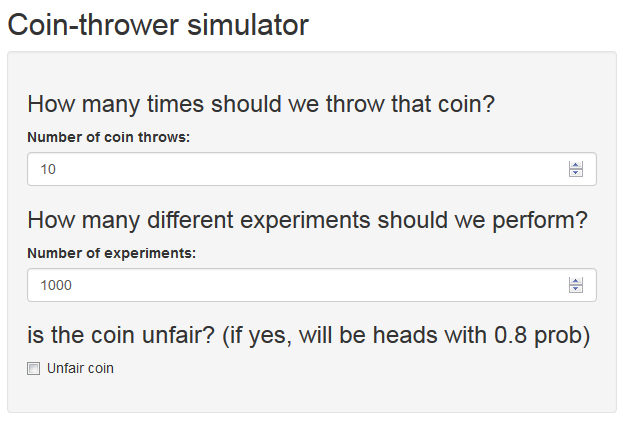 Coin-thrower simulator
How many times should we throw that coin?
Number of coin throws:
10
How many different experiments should we perform?
Number of experiments:
1000
is the coin unfair? (if yes, will be heads with 0.8 prob)
Unfair coin